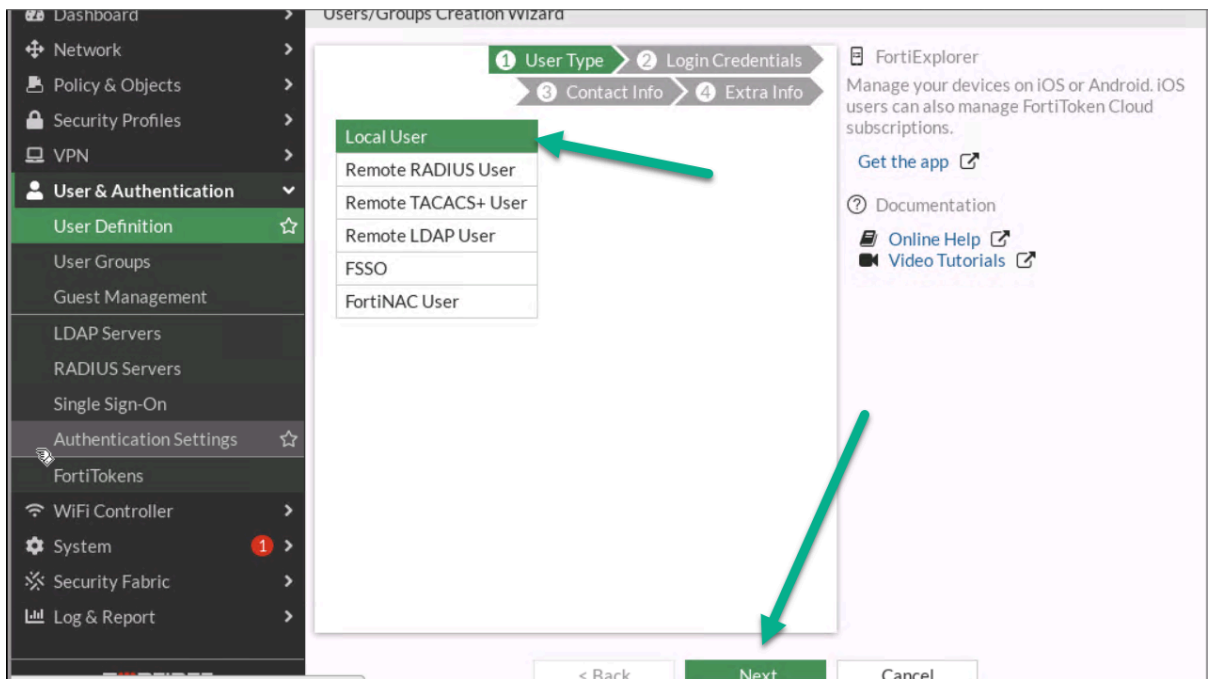 Dashboard
Network
Policy & Objects
Security Profiles
VPN
User & Authentication
User Definition
User Groups
Guest Management
LDAP Servers
RADIUS Servers
Single Sign-On
Authentication Settings
FortiTokens
WiFi Controller
System 1
Security Fabric
Log & Report
Users/Groups Creation Wizard
1 User Type 2 Login Credentials
3 Contact Info 4 Extra Info
Local User
Remote RADIUS User
Remote TACACS+ User
Remote LDAP User
FSSO
FortiNAC User
< Back Next Cancel
FortiExplorer
Manage your devices on iOS or Android. iOS
users can also manage FortiToken Cloud
subscriptions.
Get the app
Documentation
Online Help
Video Tutorials